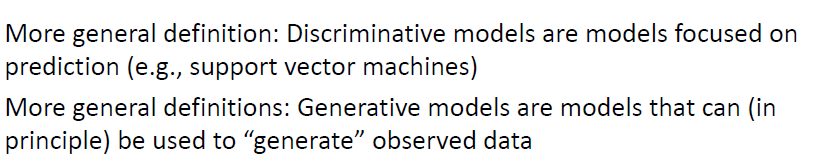 More general definition: Discriminative models are models focused on
prediction (e.g., support vector machines)
More general definitions: Generative models are models that can (in
principle) be used to “generate” observed data